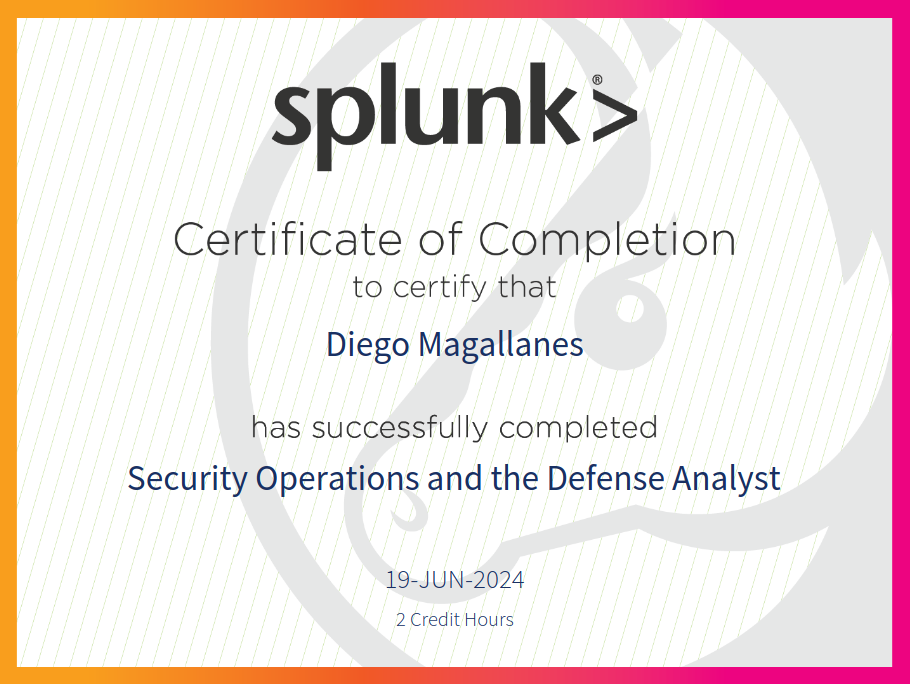 splunk>®
Certificate of Completion
to certify that
Diego Magallanes
has successfully completed
Security Operations and the Defense Analyst
19-JUN-2024
2 Credit Hours